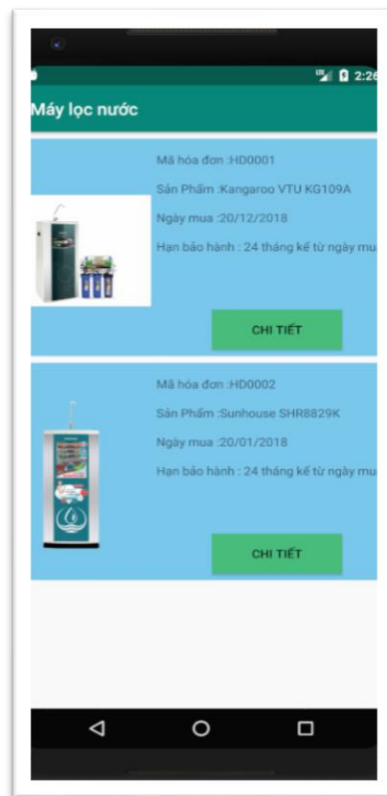 LTE 2:26
Máy lọc nước
Mã hóa đơn :HD0001
Sản Phẩm :Kangaroo VTU KG109A
Ngày mua :20/12/2018
Hạn bảo hành : 24 tháng kể từ ngày mu
CHI TIẾT
Mã hóa đơn :HD0002
Sản Phẩm :Sunhouse SHR8829K
Ngày mua :20/01/2018
Hạn bảo hành : 24 tháng kể từ ngày mu
CHI TIẾT